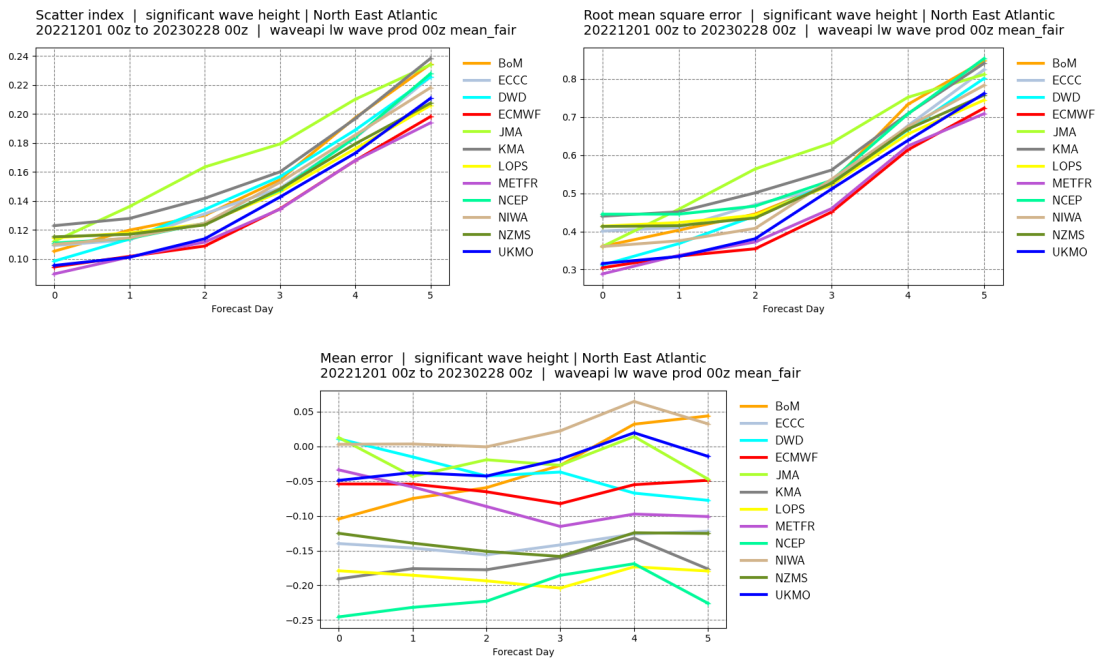 Scatter index | significant wave height | North East Atlantic
20221201 00z to 20230228 00z | waveapi lw wave prod 00z mean_fair
0.24
0.22
0.20
0.18
0.16
0.14
0.12
0.10
0 1 2 3 4 5
Forecast Day
BoM
ECCC
DWD
ECMWF
JMA
KMA
LOPS
METFR
NCEP
NIWA
NZMS
UKMO
Root mean square error | significant wave height | North East Atlantic
20221201 00z to 20230228 00z | waveapi lw wave prod 00z mean_fair
0.8
0.7
0.6
0.5
0.4
0.3
0 1 2 3 4 5
Forecast Day
BoM
ECCC
DWD
ECMWF
JMA
KMA
LOPS
METFR
NCEP
NIWA
NZMS
UKMO
Mean error | significant wave height | North East Atlantic
20221201 00z to 20230228 00z | waveapi lw wave prod 00z mean_fair
0.05
0.00
−0.05
−0.10
−0.15
−0.20
−0.25
0 1 2 3 4 5
Forecast Day
BoM
ECCC
DWD
ECMWF
JMA
KMA
LOPS
METFR
NCEP
NIWA
NZMS
UKMO